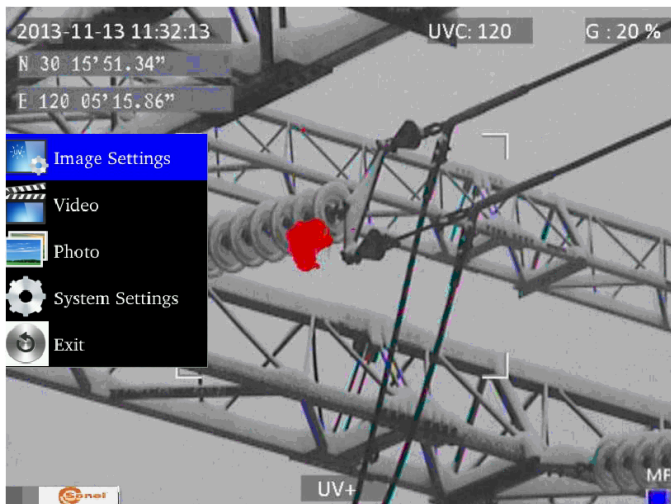 2013-11-13 11:32:13
UVC: 120
G : 20 %
N 30 15'51.34"
E 120 05'15.86"
Image Settings
Video
Photo
System Settings
Exit
Sonel
UV+
MF